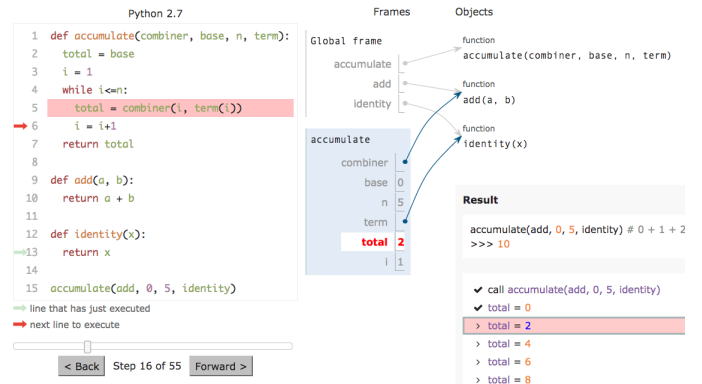 Python 2.7
1 def accumulate(combiner, base, n, term):
2 total = base
3 i = 1
4 while i<=n:
5 total = combiner(i, term(i))
6 i = i+1
7 return total
8
9 def add(a, b):
10 return a + b
11
12 def identity(x):
13 return x
14
15 accumulate(add, 0, 5, identity)
line that has just executed
next line to execute
< Back Step 16 of 55 Forward >
Frames Objects
Global frame
accumulate
add
identity
function
accumulate(combiner, base, n, term)
function
add(a, b)
function
identity(x)
accumulate
combiner
base 0
n 5
term
total 2
i 1
Result
accumulate(add, 0, 5, identity) # 0 + 1 + 2
>>> 10
✔ call accumulate(add, 0, 5, identity)
✔ total = 0
> total = 2
> total = 4
> total = 6
> total = 8